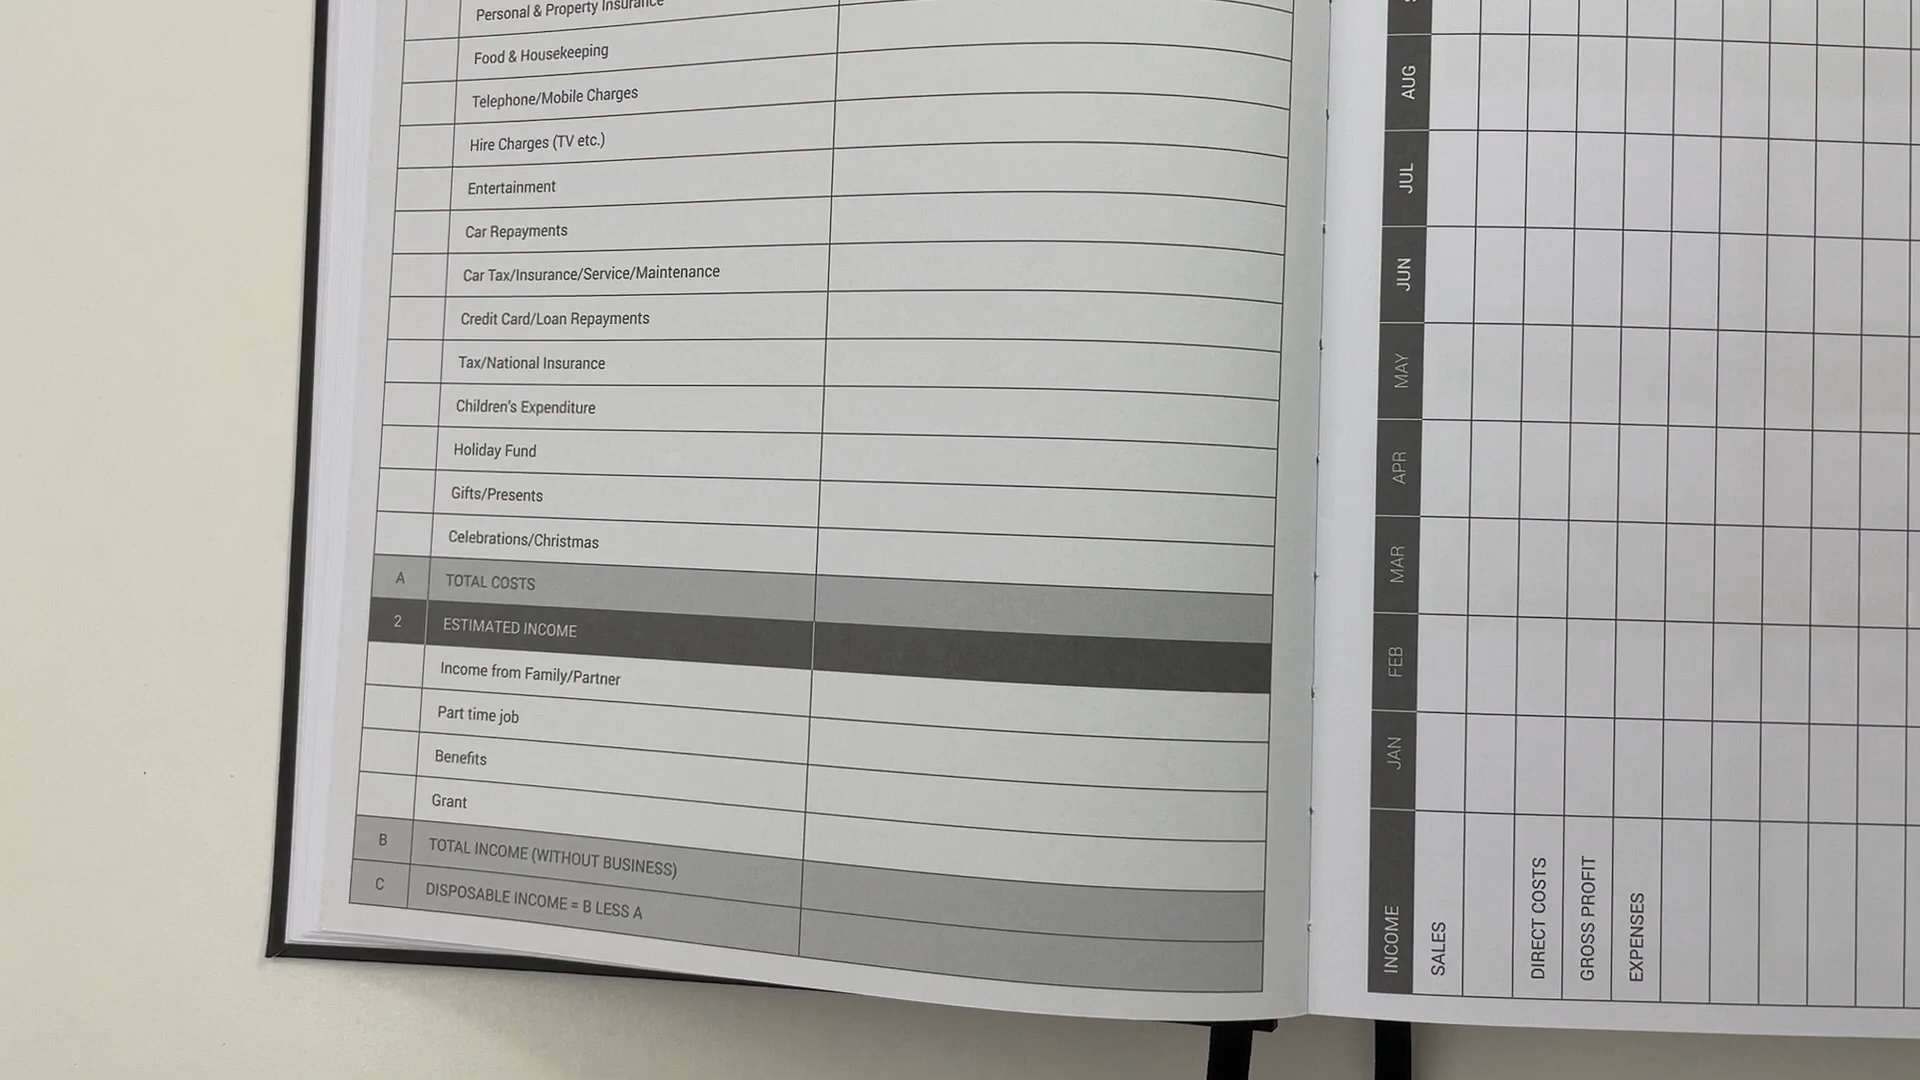 Personal & Property Insurance
Food & Housekeeping
Telephone/Mobile Charges
Hire Charges (TV etc.)
Entertainment
Car Repayments
Car Tax/Insurance/Service/Maintenance
Credit Card/Loan Repayments
Tax/National Insurance
Children's Expenditure
Holiday Fund
Gifts/Presents
Celebrations/Christmas
A TOTAL COSTS
2 ESTIMATED INCOME
Income from Family/Partner
Part time job
Benefits
Grant
B TOTAL INCOME (WITHOUT BUSINESS)
C DISPOSABLE INCOME = B LESS A
INCOME JAN FEB MAR APR MAY JUN JUL AUG
SALES
DIRECT COSTS
GROSS PROFIT
EXPENSES